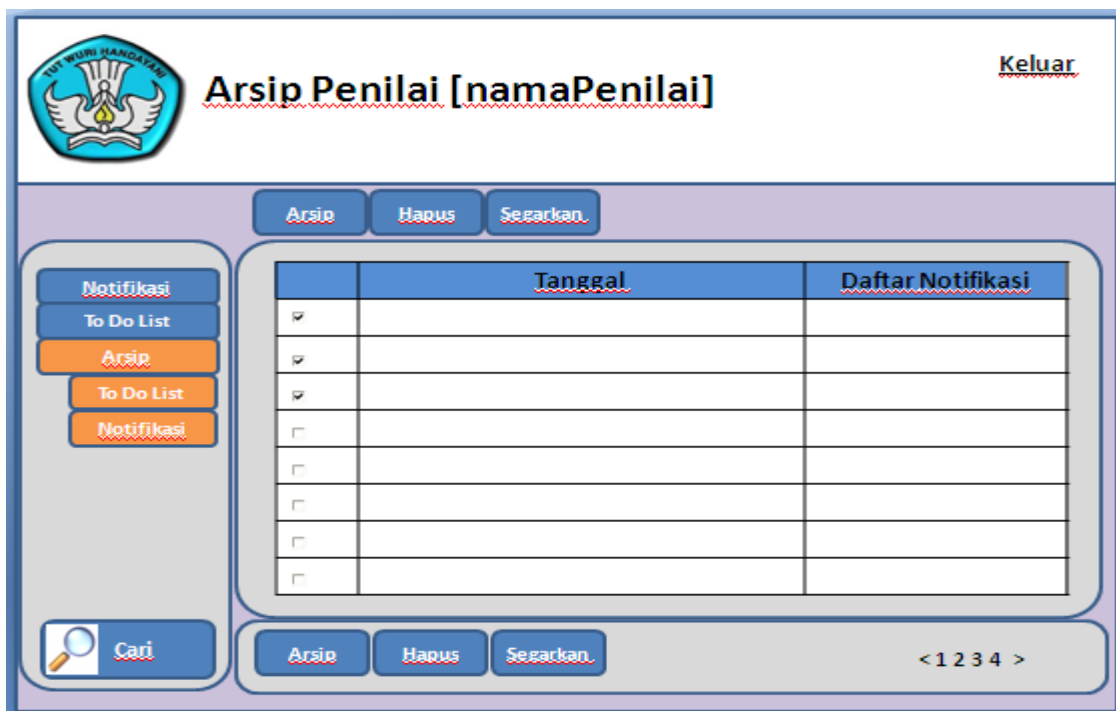 TUT WURI HANDAYANI
Arsip Penilai [namaPenilai]
Keluar
Arsip Hapus Segarkan
Notifikasi
To Do List
Arsip
To Do List
Notifikasi
Cari
Tanggal Daftar Notifikasi
Arsip Hapus Segarkan
< 1 2 3 4 >